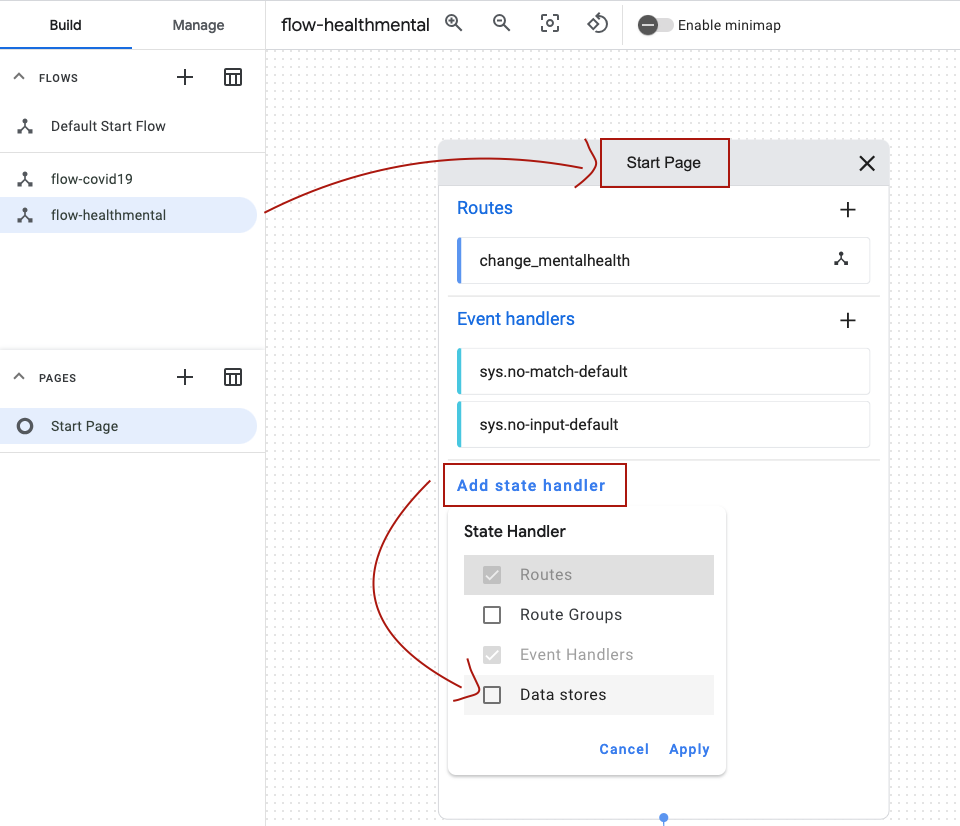 Build
Manage
flow-healthmental
Enable minimap
FLOWS
Default Start Flow
flow-covid19
flow-healthmental
PAGES
Start Page
Start Page
Routes
change_mentalhealth
Event handlers
sys.no-match-default
sys.no-input-default
Add state handler
State Handler
Routes
Route Groups
Event Handlers
Data stores
Cancel
Apply